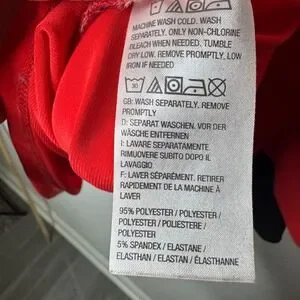 MACHINE WASH COLD. WASH
SEPARATELY. ONLY NON-CHLORINE
BLEACH WHEN NEEDED. TUMBLE
DRY LOW. REMOVE PROMPTLY, LOW
IRON IF NEEDED
30
GB: WASH SEPARATELY. REMOVE
PROMPTLY
D: SEPARAT WASCHEN. VOR DER
WÄSCHE ENTFERNEN
I: LAVARE SEPARATAMENTE.
RIMUOVERE SUBITO DOPO IL
LAVAGGIO
F: LAVER SÉPARÉMENT. RETIRER
RAPIDEMENT DE LA MACHINE À
LAVER
95% POLYESTER / POLYESTER /
POLYESTER / POLIESTERE /
POLYESTER
5% SPANDEX / ELASTANE /
ELASTHAN / ELASTAN / ÉLASTHANNE